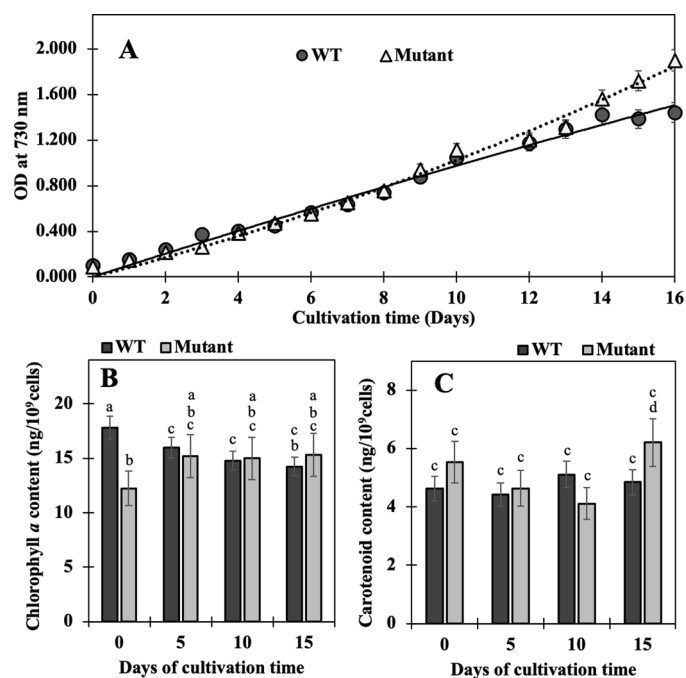 A
WT
Mutant
OD at 730 nm
2.000
1.600
1.200
0.800
0.400
0.000
0 2 4 6 8 10 12 14 16
Cultivation time (Days)
WT Mutant
B
Chlorophyll a content (ng/10⁹cells)
20
15
10
5
0
a
b
c
a
b
c
c
a
b
c
c
b
a
b
c
0 5 10 15
Days of cultivation time
WT Mutant
C
Carotenoid content (ng/10⁹cells)
8
6
4
2
0
c
c
c
c
c
c
c
c
d
0 5 10 15
Days of cultivation time